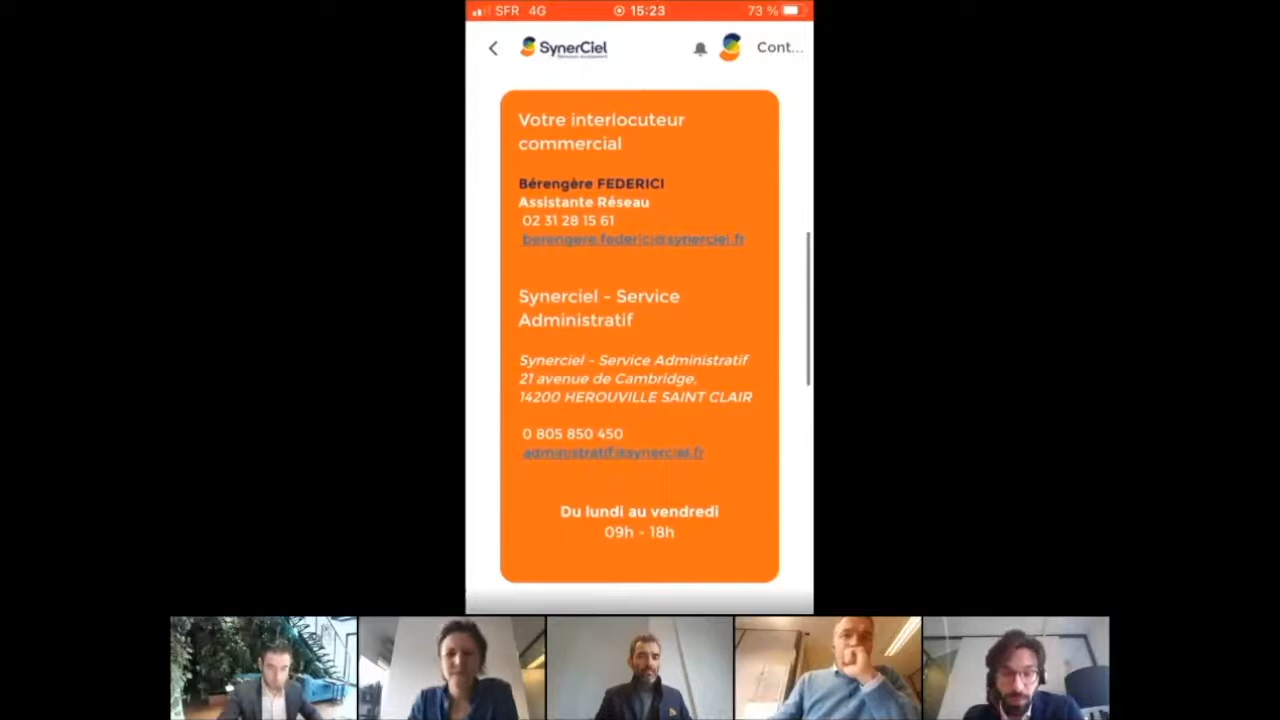 SFR 4G 15:23 73 %
SynerCiel Cont...
Votre interlocuteur
commercial
Bérengère FEDERICI
Assistante Réseau
02 31 28 15 61
berengere.federici@synerciel.fr
Synerciel - Service
Administratif
Synerciel - Service Administratif
21 avenue de Cambridge,
14200 HEROUVILLE SAINT CLAIR
0 805 850 450
administratif@synerciel.fr
Du lundi au vendredi
09h - 18h